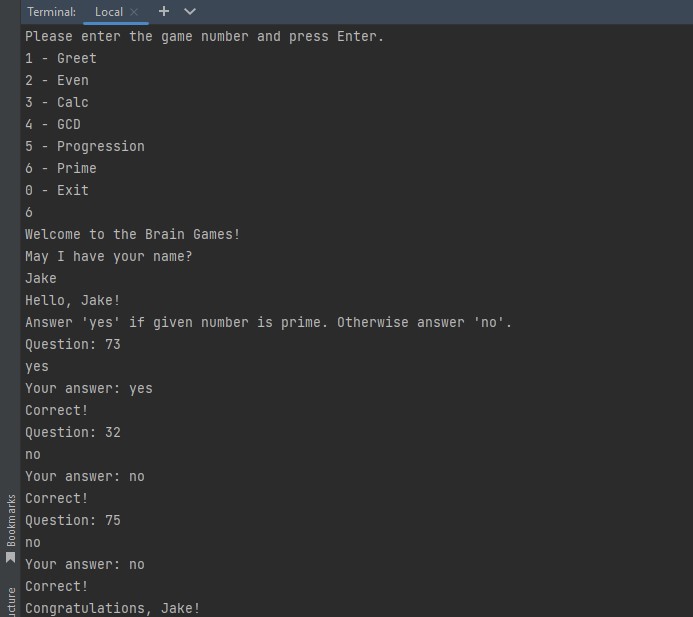 Terminal: Local
Please enter the game number and press Enter.
1 - Greet
2 - Even
3 - Calc
4 - GCD
5 - Progression
6 - Prime
0 - Exit
6
Welcome to the Brain Games!
May I have your name?
Jake
Hello, Jake!
Answer 'yes' if given number is prime. Otherwise answer 'no'.
Question: 73
yes
Your answer: yes
Correct!
Question: 32
no
Your answer: no
Correct!
Question: 75
no
Your answer: no
Correct!
Congratulations, Jake!
Bookmarks